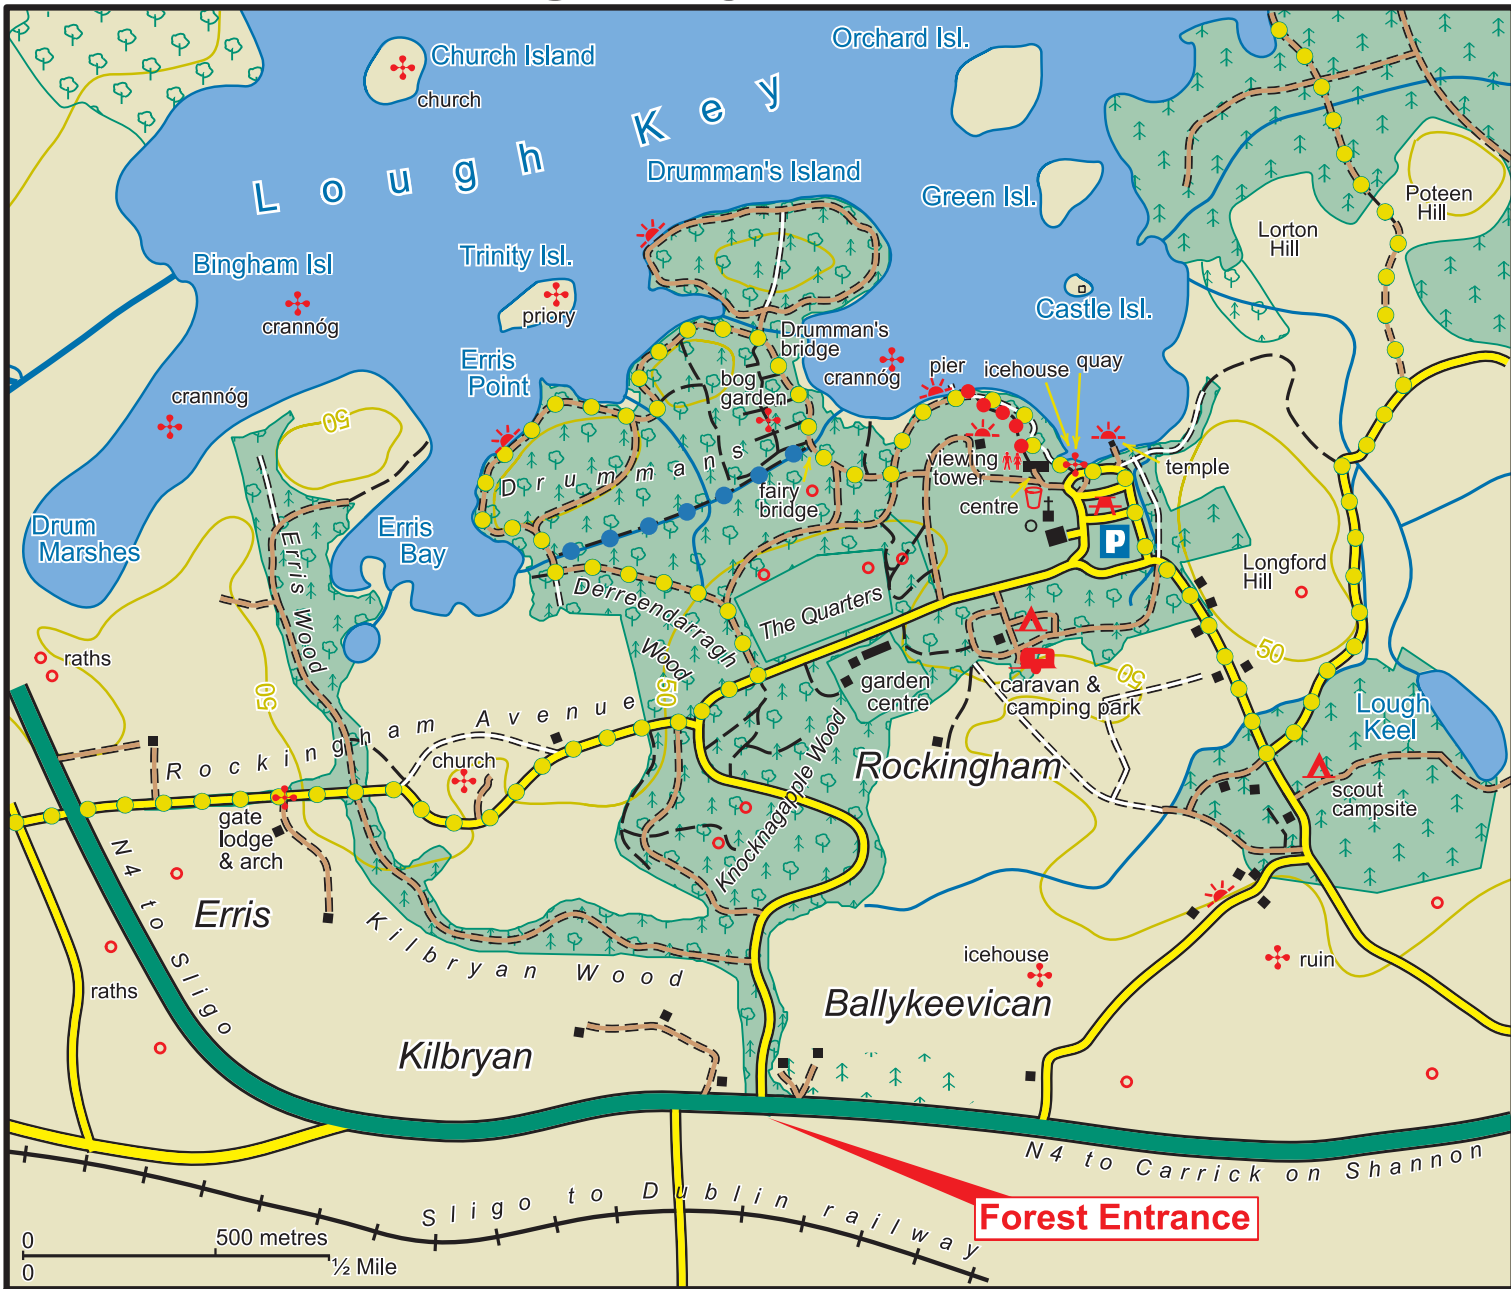 Church Island
church
Orchard Isl.
Lough Key
Drumman's Island
Green Isl.
Poteen
Hill
Lorton
Hill
Bingham Isl
crannóg
Trinity Isl.
priory
Castle Isl.
Drumman's
bridge
crannóg
pier
icehouse
quay
Erris
Point
bog
garden
crannóg
50
Drummans
viewing
tower
temple
centre
fairy
bridge
P
Drum
Marshes
Erris
Bay
Erris Wood
Longford
Hill
Derreendarragh
Wood
The Quarters
raths
50
50
50
50
garden
centre
caravan &
camping park
Lough
Keel
Rockingham Avenue
church
Knocknagapple Wood
Rockingham
scout
campsite
gate
lodge
& arch
N4 to Sligo
Erris
Kilbryan Wood
raths
icehouse
ruin
Ballykeevican
Kilbryan
N4 to Carrick on Shannon
Sligo to Dublin railway
Forest Entrance
0
500 metres
0
½ Mile